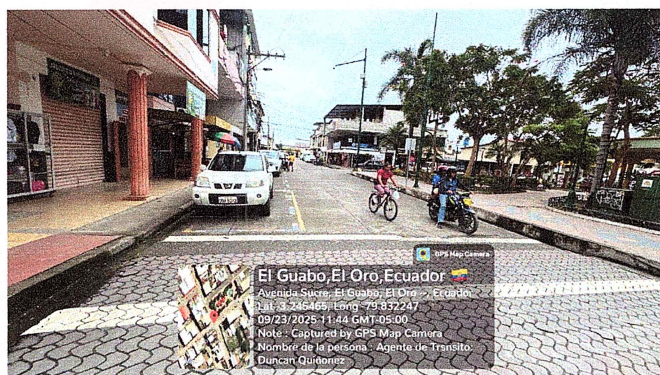 GPS Map Camera
El Guabo,El Oro,Ecuador
Avenida Sucre, El Guabo, El Oro -, Ecuador
Lat -3.245465, Long -79.832247
09/23/2025 11:44 GMT-05:00
Note : Captured by GPS Map Camera
Nombre de la persona : Agente de Trsnsito:
Duncan Quiñonez